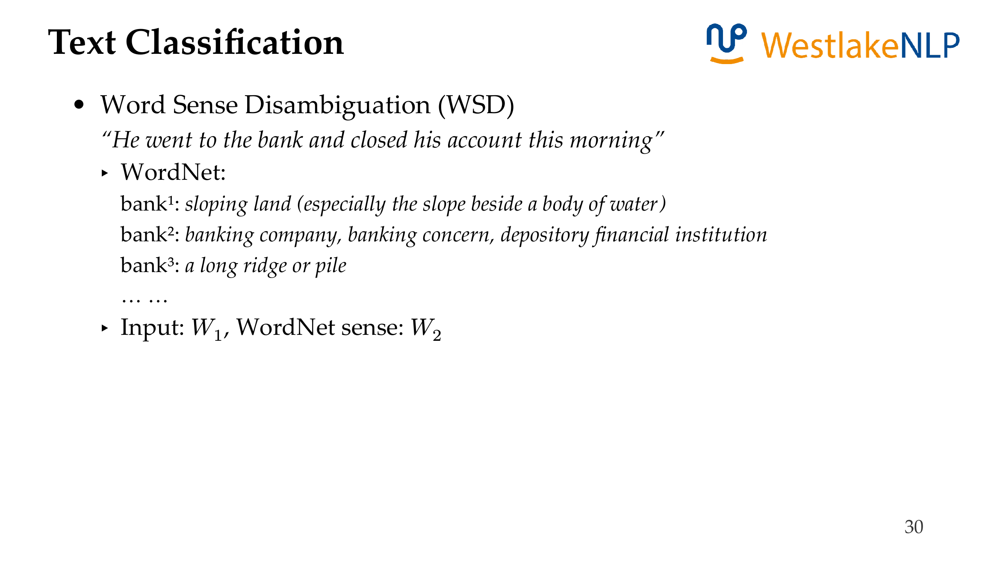 Text Classification
WestlakeNLP
• Word Sense Disambiguation (WSD)
“He went to the bank and closed his account this morning”
‣ WordNet:
bank¹: sloping land (especially the slope beside a body of water)
bank²: banking company, banking concern, depository financial institution
bank³: a long ridge or pile
… …
‣ Input: W₁, WordNet sense: W₂
30